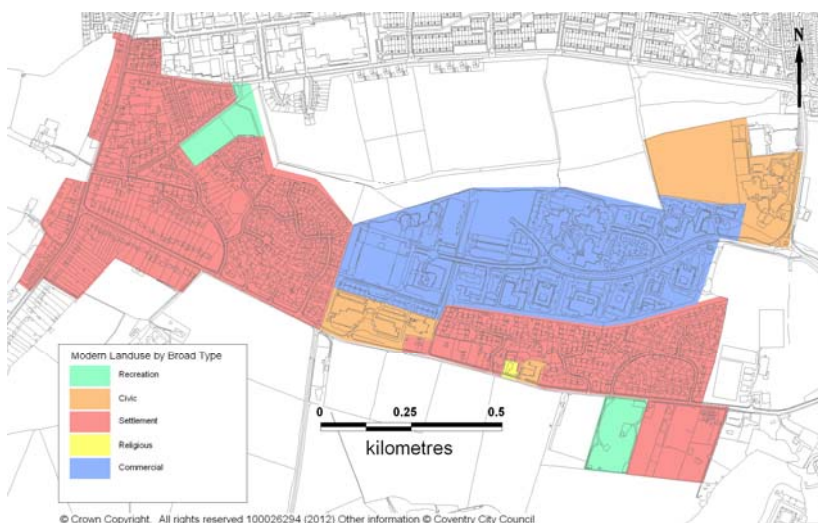 N
Modern Landuse by Broad Type
Recreation
Civic
Settlement
Religious
Commercial
0 0.25 0.5
kilometres
© Crown Copyright. All rights reserved 100026294 (2012) Other information © Coventry City Council